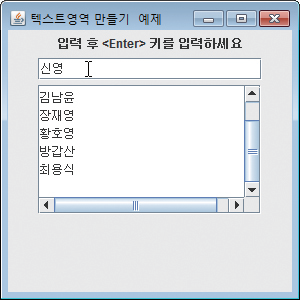 텍스트영역 만들기 예제
입력 후 <Enter> 키를 입력하세요
신영
김남윤
장재영
황호영
방갑산
최용식